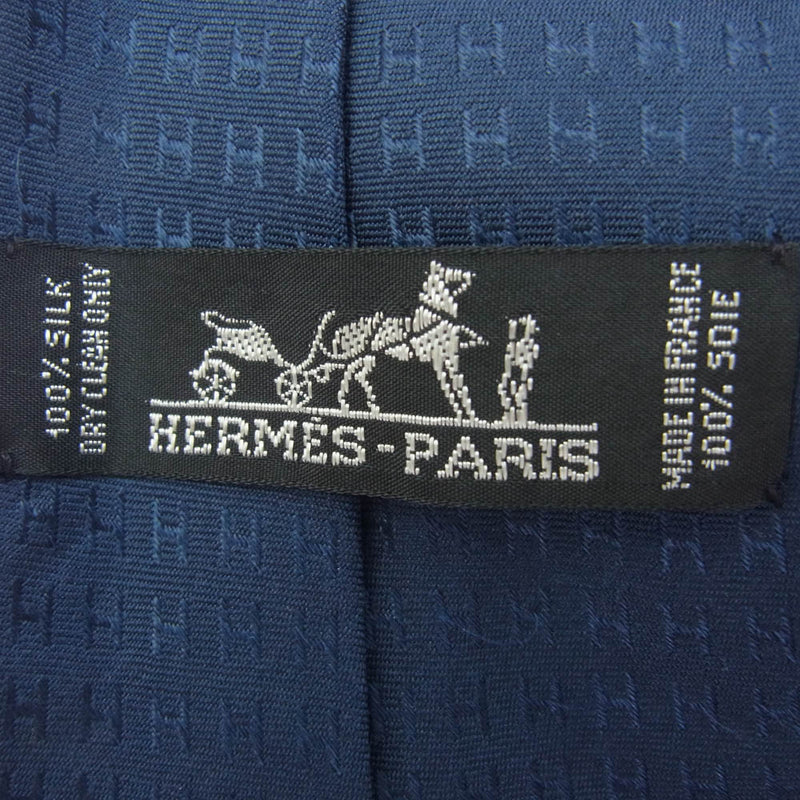 100% SILK
DRY CLEAN ONLY
HERMÈS-PARIS
MADE IN FRANCE
100% SOIE